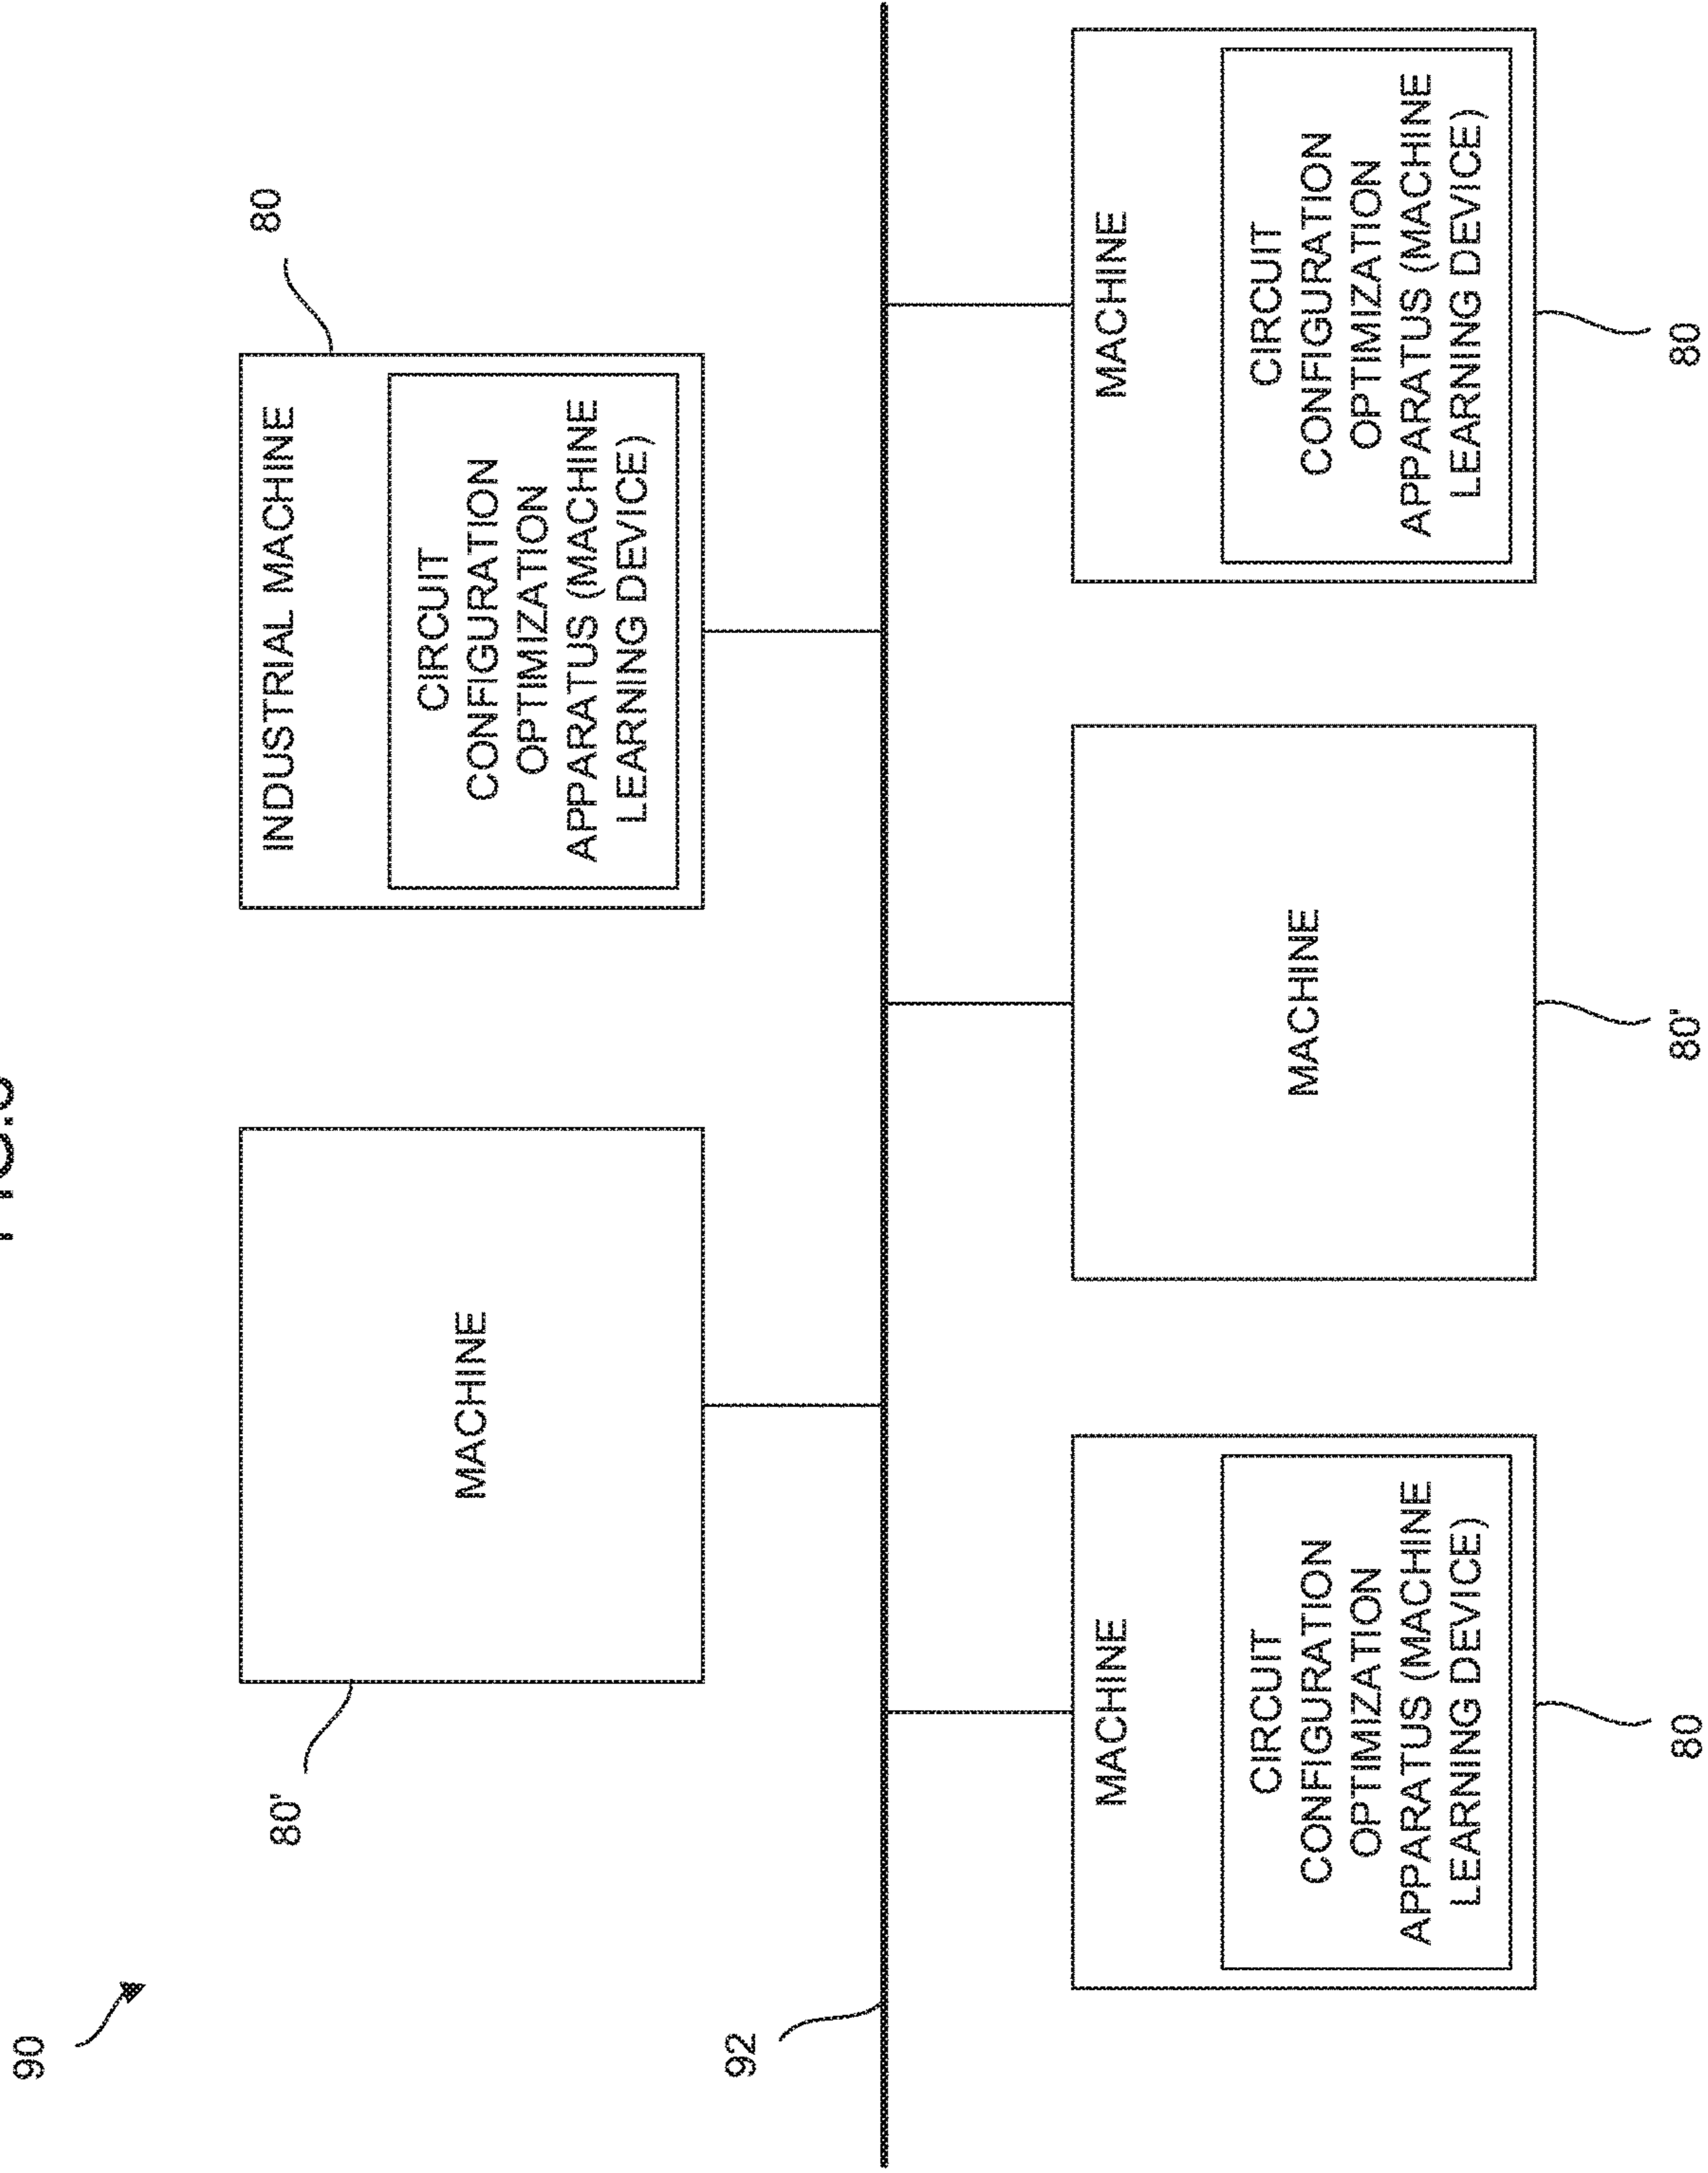 90
80'
MACHINE
80
INDUSTRIAL MACHINE
CIRCUIT
CONFIGURATION
OPTIMIZATION
APPARATUS (MACHINE
LEARNING DEVICE)
92
MACHINE
CIRCUIT
CONFIGURATION
OPTIMIZATION
APPARATUS (MACHINE
LEARNING DEVICE)
80
MACHINE
80'
MACHINE
CIRCUIT
CONFIGURATION
OPTIMIZATION
APPARATUS (MACHINE
LEARNING DEVICE)
80